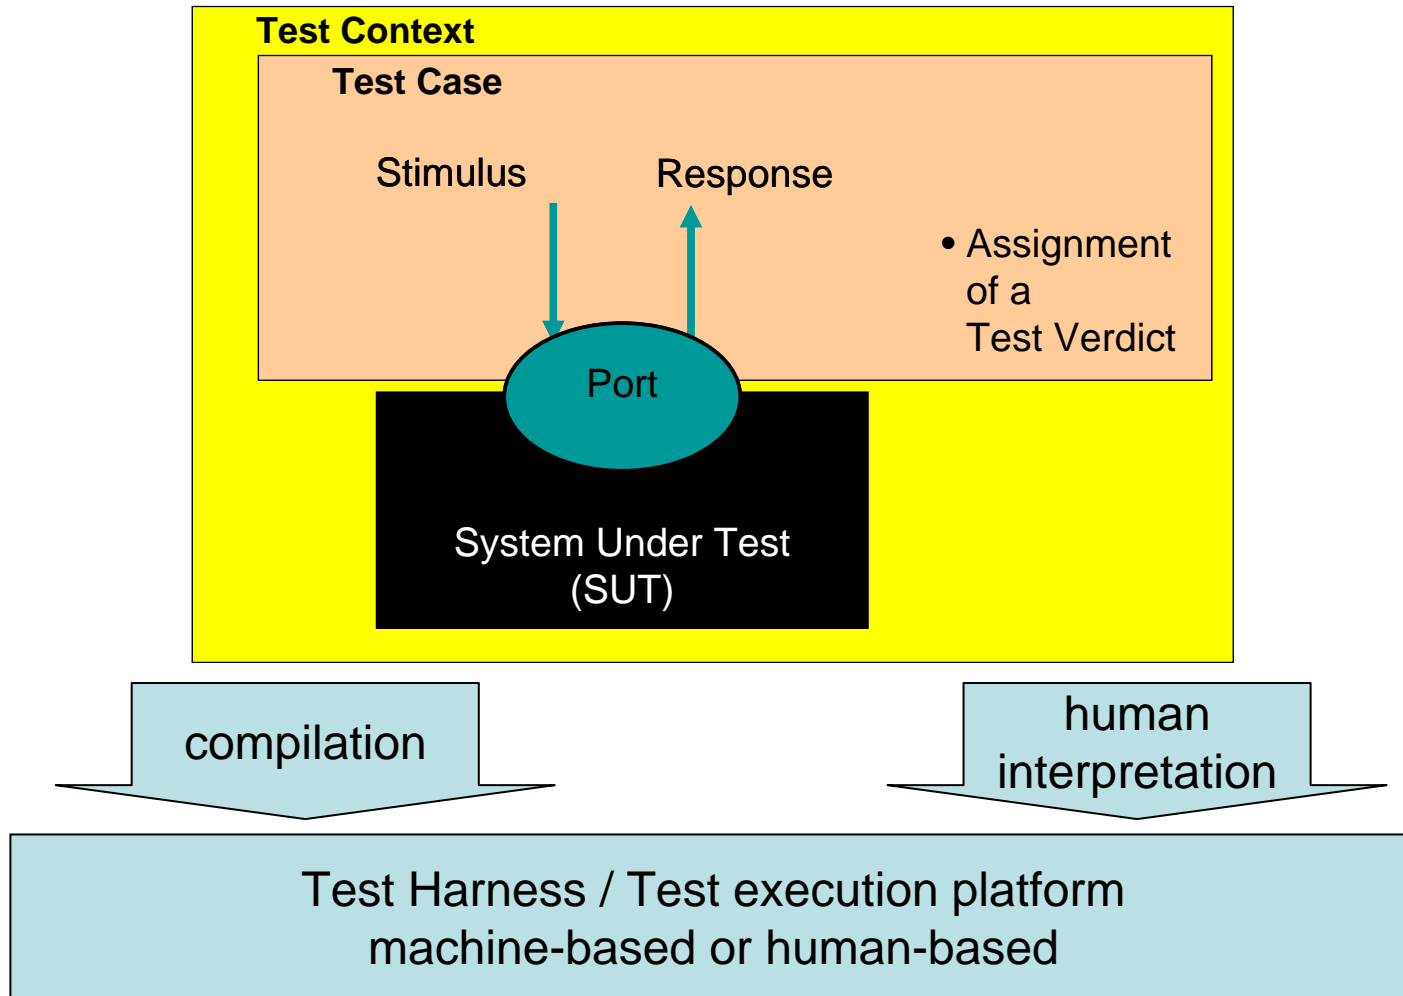 Test Context
Test Case
Stimulus
Response
• Assignment
of a
Test Verdict
Port
System Under Test
(SUT)
compilation
human
interpretation
Test Harness / Test execution platform
machine-based or human-based